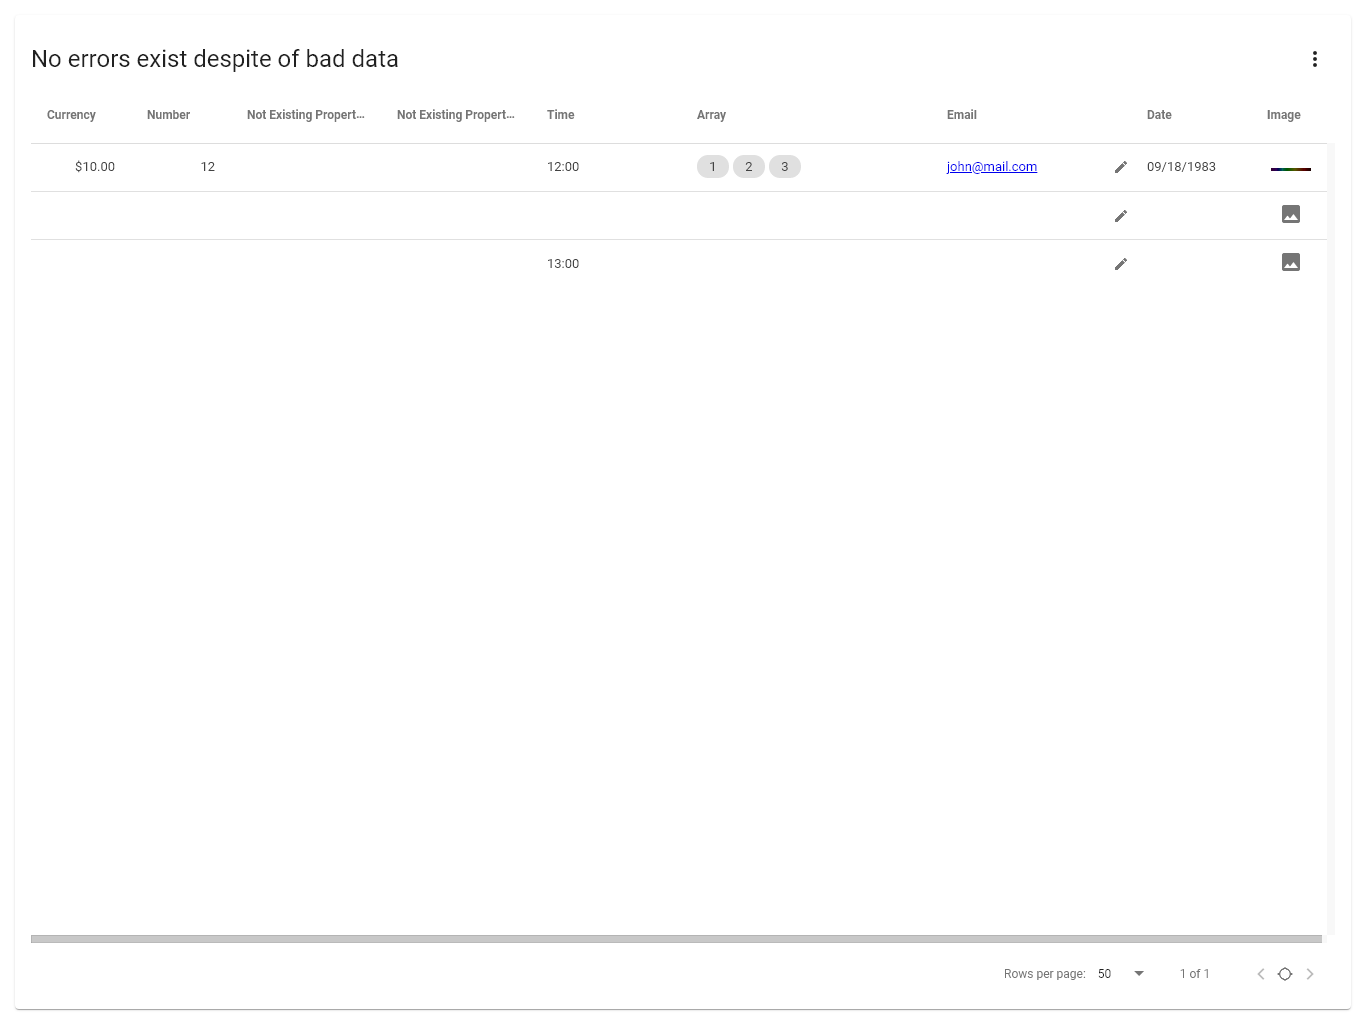 No errors exist despite of bad data
Currency Number Not Existing Propert... Not Existing Propert... Time Array Email Date Image
$10.00 12 12:00 1 2 3 john@mail.com 09/18/1983
13:00
Rows per page: 50 1 of 1